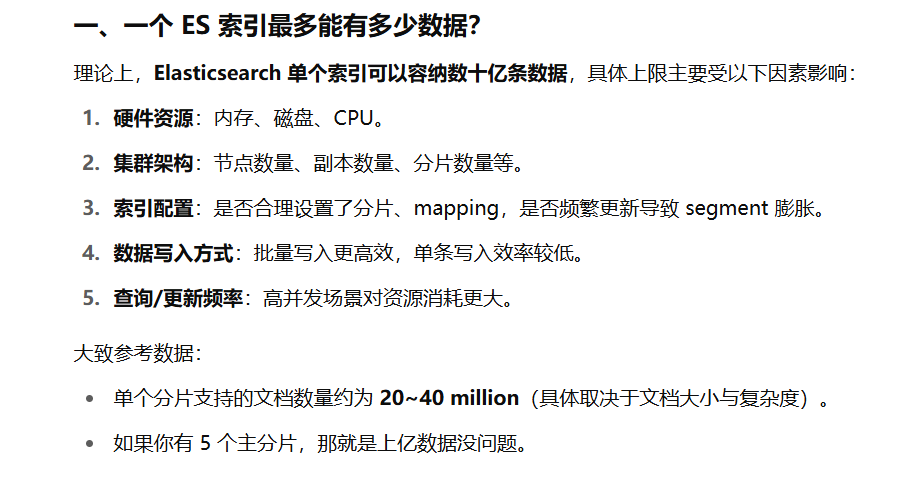 一、一个 ES 索引最多能有多少数据？
理论上，Elasticsearch 单个索引可以容纳数十亿条数据，具体上限主要受以下因素影响：
1. 硬件资源：内存、磁盘、CPU。
2. 集群架构：节点数量、副本数量、分片数量等。
3. 索引配置：是否合理设置了分片、mapping，是否频繁更新导致 segment 膨胀。
4. 数据写入方式：批量写入更高效，单条写入效率较低。
5. 查询/更新频率：高并发场景对资源消耗更大。
大致参考数据：
• 单个分片支持的文档数量约为 20~40 million（具体取决于文档大小与复杂度）。
• 如果你有 5 个主分片，那就是上亿数据没问题。